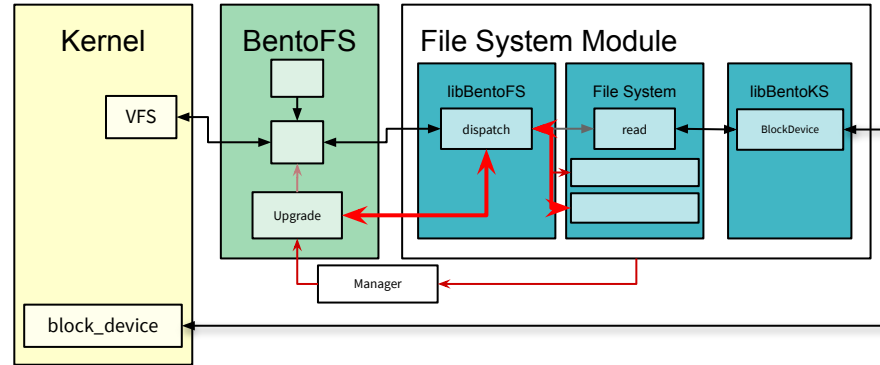 Kernel
BentoFS
File System Module
libBentoFS
File System
libBentoKS
VFS
dispatch
read
BlockDevice
Upgrade
Manager
block_device